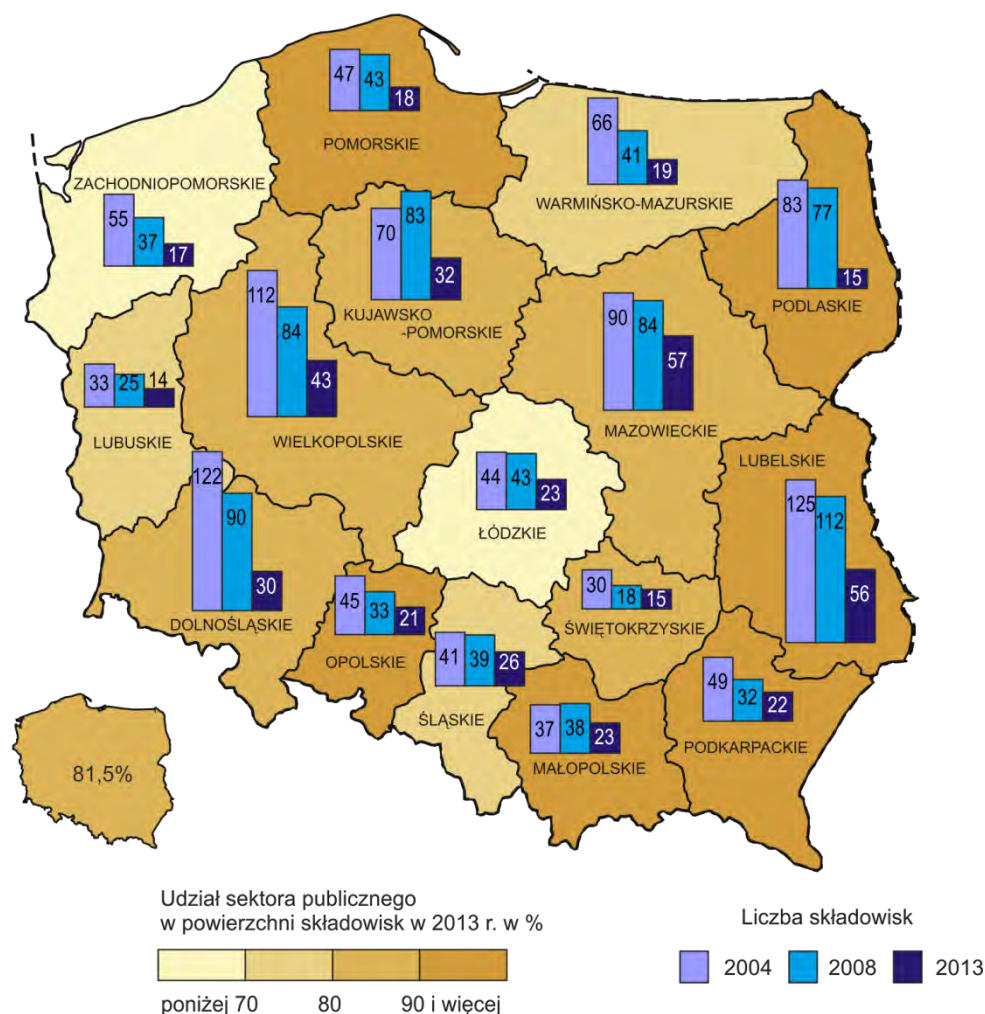 47 43 18
POMORSKIE
66 41 19
WARMIŃSKO-MAZURSKIE
ZACHODNIOPOMORSKIE
55 37 17
70 83 32
KUJAWSKO
-POMORSKIE
83 77 15
PODLASKIE
112 84 43
WIELKOPOLSKIE
90 84 57
MAZOWIECKIE
33 25 14
LUBUSKIE
LUBELSKIE
125 112 56
44 43 23
ŁÓDZKIE
122 90 30
DOLNOŚLĄSKIE
45 33 21
OPOLSKIE
30 18 15
ŚWIĘTOKRZYSKIE
41 39 26
ŚLĄSKIE
37 38 23
MAŁOPOLSKIE
49 32 22
PODKARPACKIE
81,5%
Udział sektora publicznego
w powierzchni składowisk w 2013 r. w %
poniżej 70 80 90 i więcej
Liczba składowisk
2004 2008 2013